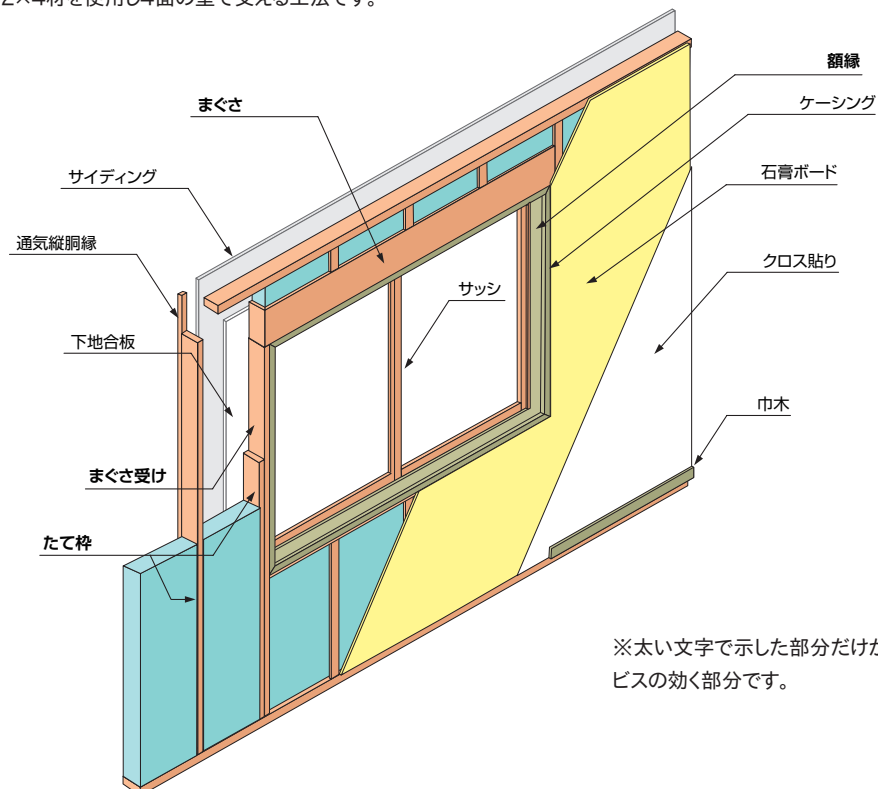 2×4材を使用し4面の壁で支える工法です。
額縁
まぐさ
ケーシング
サイディング
石膏ボード
通気縦胴縁
クロス貼り
サッシ
下地合板
巾木
まぐさ受け
たて枠
※太い文字で示した部分だけが
ビスの効く部分です。